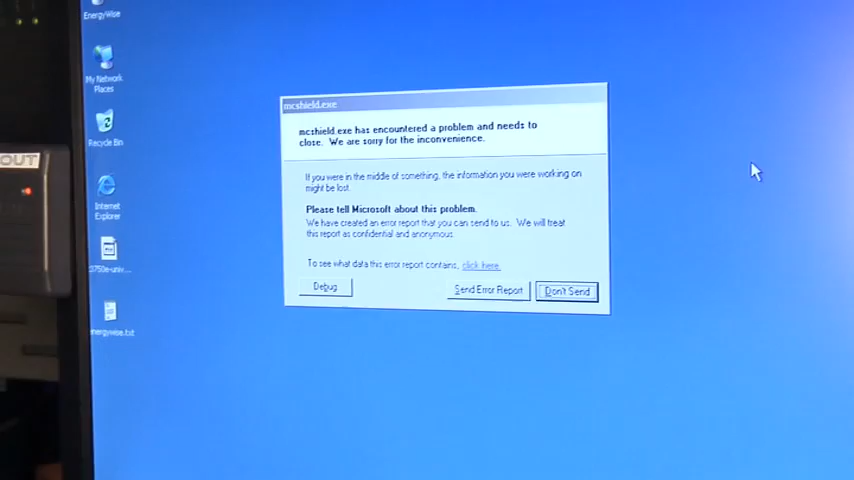 EnergyWise
My Network
Places
Recycle Bin
Internet
Explorer
energywise.txt
OUT
mcshield.exe
mcshield.exe has encountered a problem and needs to
close. We are sorry for the inconvenience.
If you were in the middle of something, the information you were working on
might be lost.
Please tell Microsoft about this problem.
We have created an error report that you can send to us. We will treat
this report as confidential and anonymous.
To see what data this error report contains, click here.
Debug
Send Error Report
Don't Send